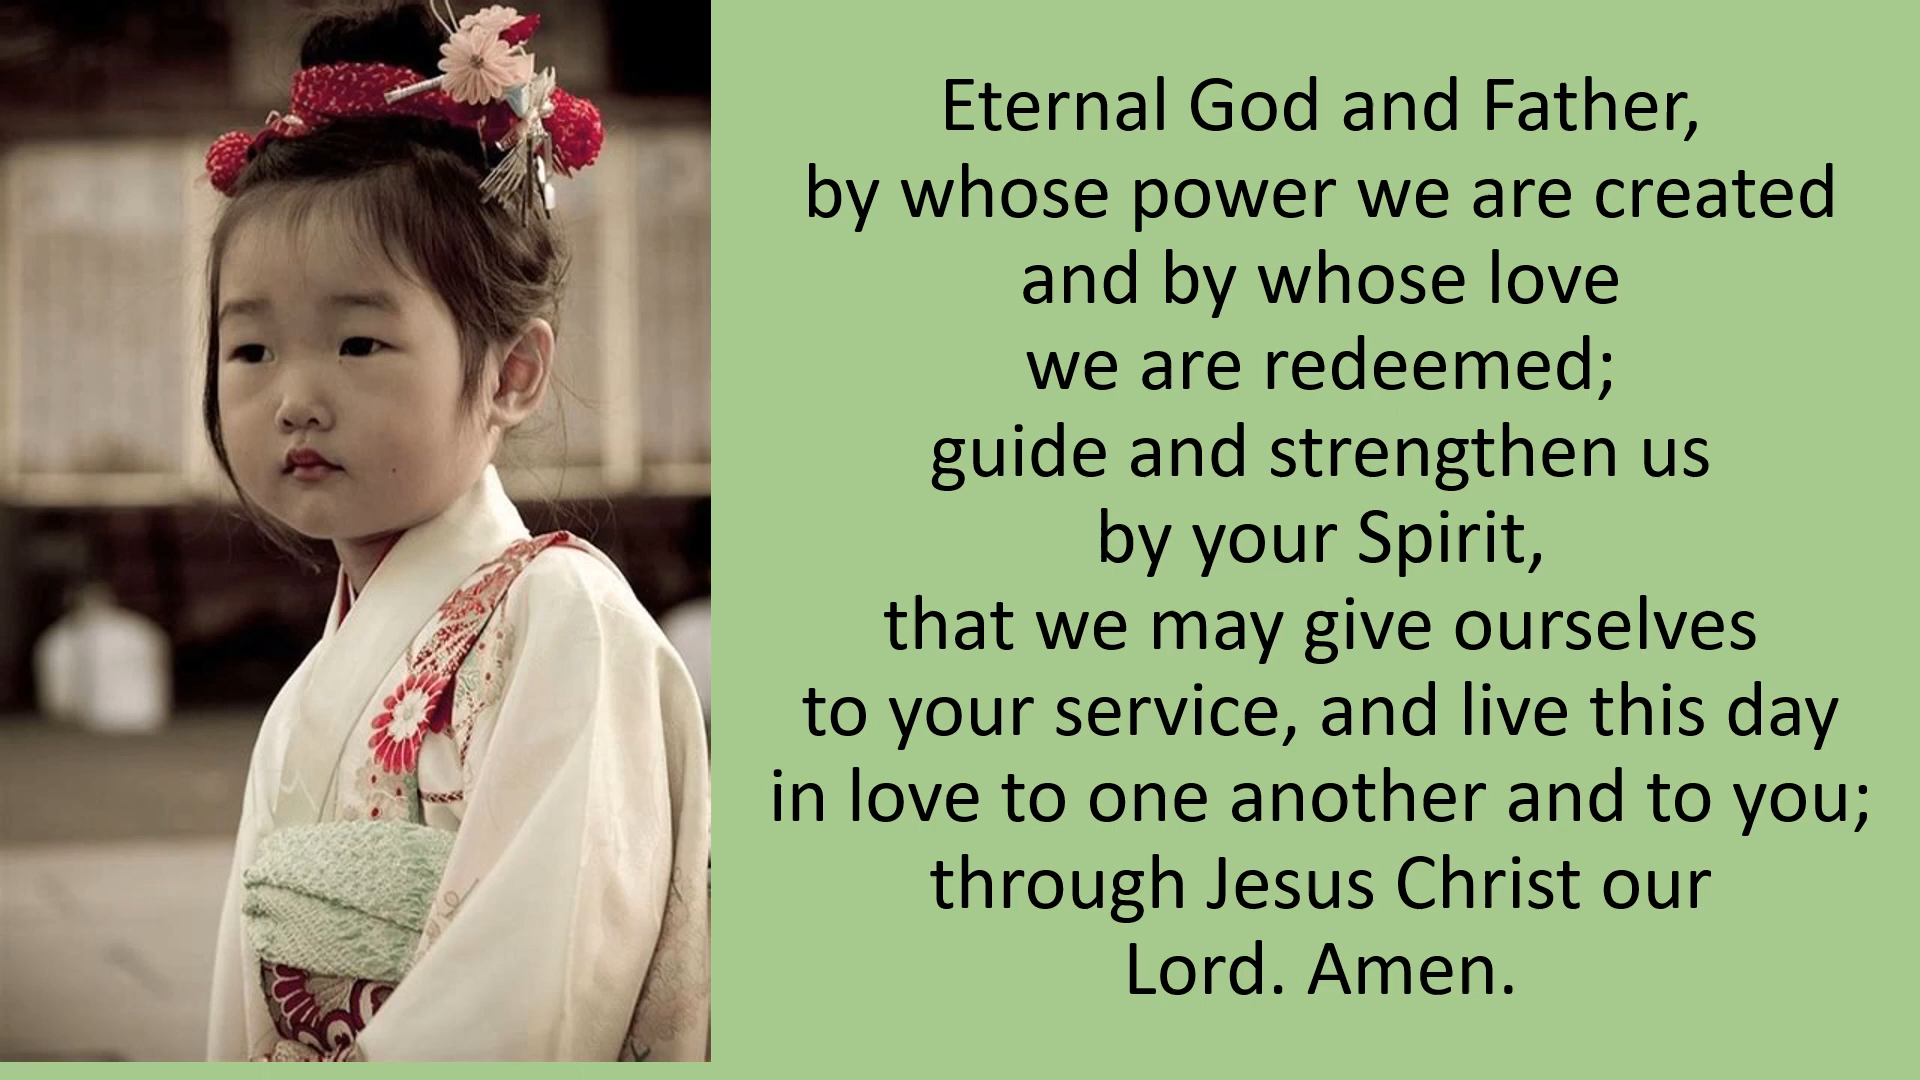 Eternal God and Father,
by whose power we are created
and by whose love
we are redeemed;
guide and strengthen us
by your Spirit,
that we may give ourselves
to your service, and live this day
in love to one another and to you;
through Jesus Christ our
Lord. Amen.